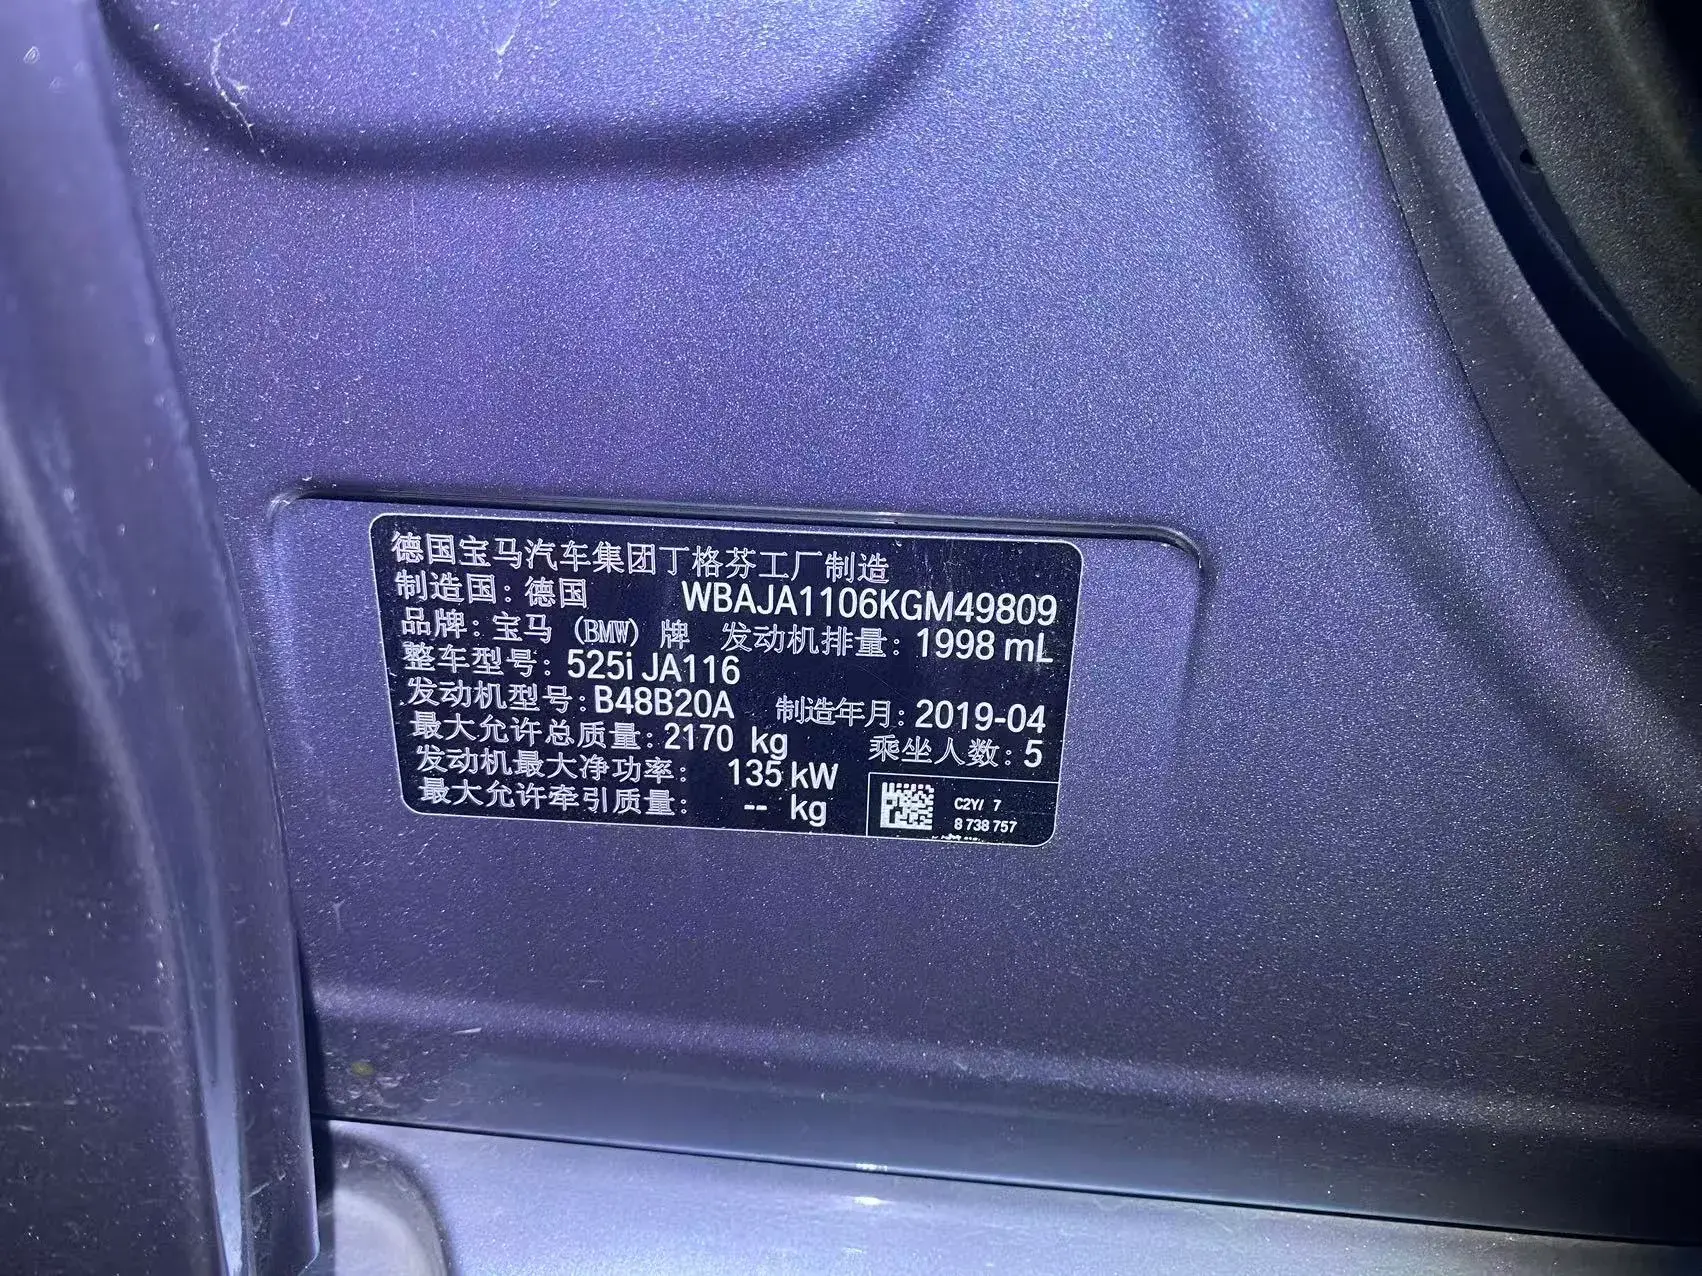 德国宝马汽车集团丁格芬工厂制造
制造国：德国 WBAJA1106KGM49809
品牌：宝马（BMW）牌 发动机排量：1998 mL
整车型号：525i JA116
发动机型号：B48B20A 制造年月：2019-04
最大允许总质量：2170 kg 乘坐人数：5
发动机最大净功率： 135 kW
最大允许牵引质量： -- kg
C2Y/ 7
8 738 757